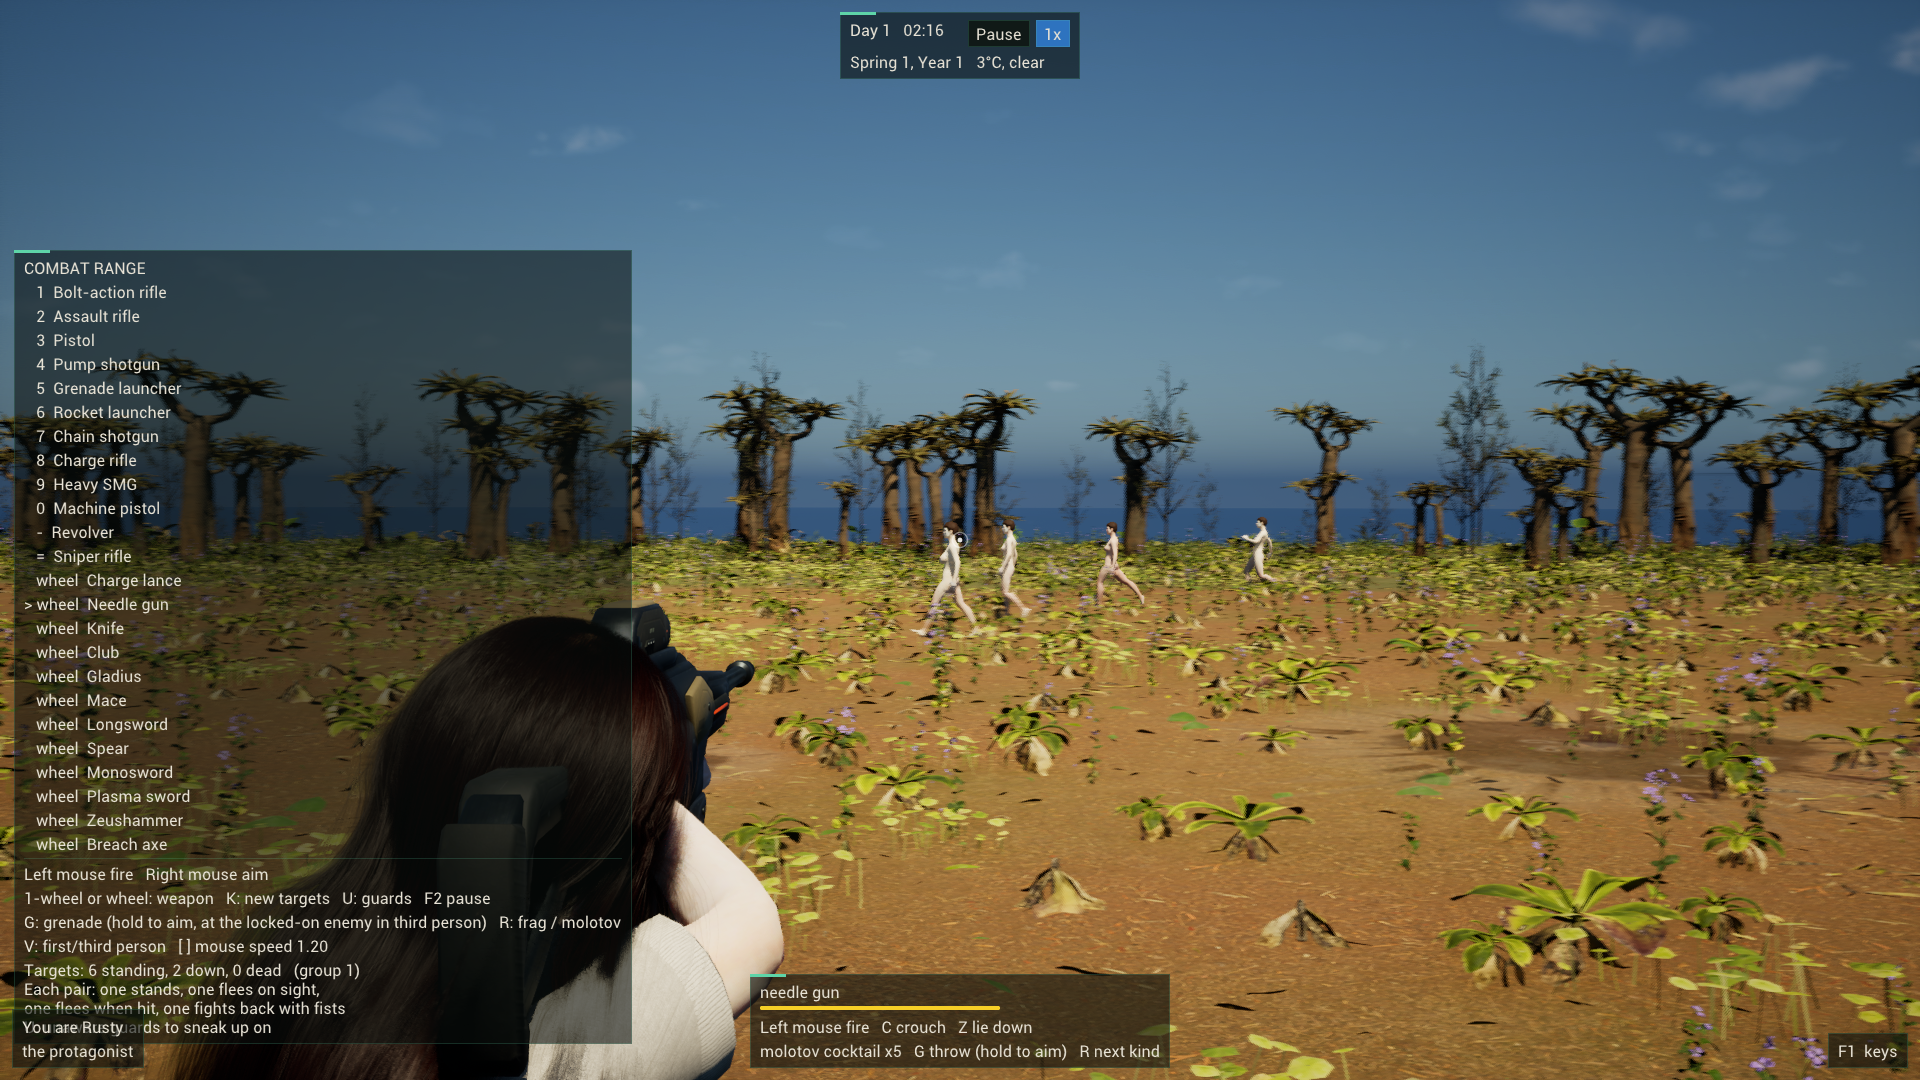 Day 1 02:16 Pause 1x
Spring 1, Year 1 3°C, clear
COMBAT RANGE
1 Bolt-action rifle
2 Assault rifle
3 Pistol
4 Pump shotgun
5 Grenade launcher
6 Rocket launcher
7 Chain shotgun
8 Charge rifle
9 Heavy SMG
0 Machine pistol
- Revolver
= Sniper rifle
wheel Charge lance
> wheel Needle gun
wheel Knife
wheel Club
wheel Gladius
wheel Mace
wheel Longsword
wheel Spear
wheel Monosword
wheel Plasma sword
wheel Zeushammer
wheel Breach axe
Left mouse fire Right mouse aim
1-wheel or wheel: weapon K: new targets U: guards F2 pause
G: grenade (hold to aim, at the locked-on enemy in third person) R: frag / molotov
V: first/third person [ ] mouse speed 1.20
Targets: 6 standing, 2 down, 0 dead (group 1)
Each pair: one stands, one flees on sight,
one flees when hit, one fights back with fists
to sneak up on
You are Rusty
the protagonist
needle gun
Left mouse fire C crouch Z lie down
molotov cocktail x5 G throw (hold to aim) R next kind
F1 keys